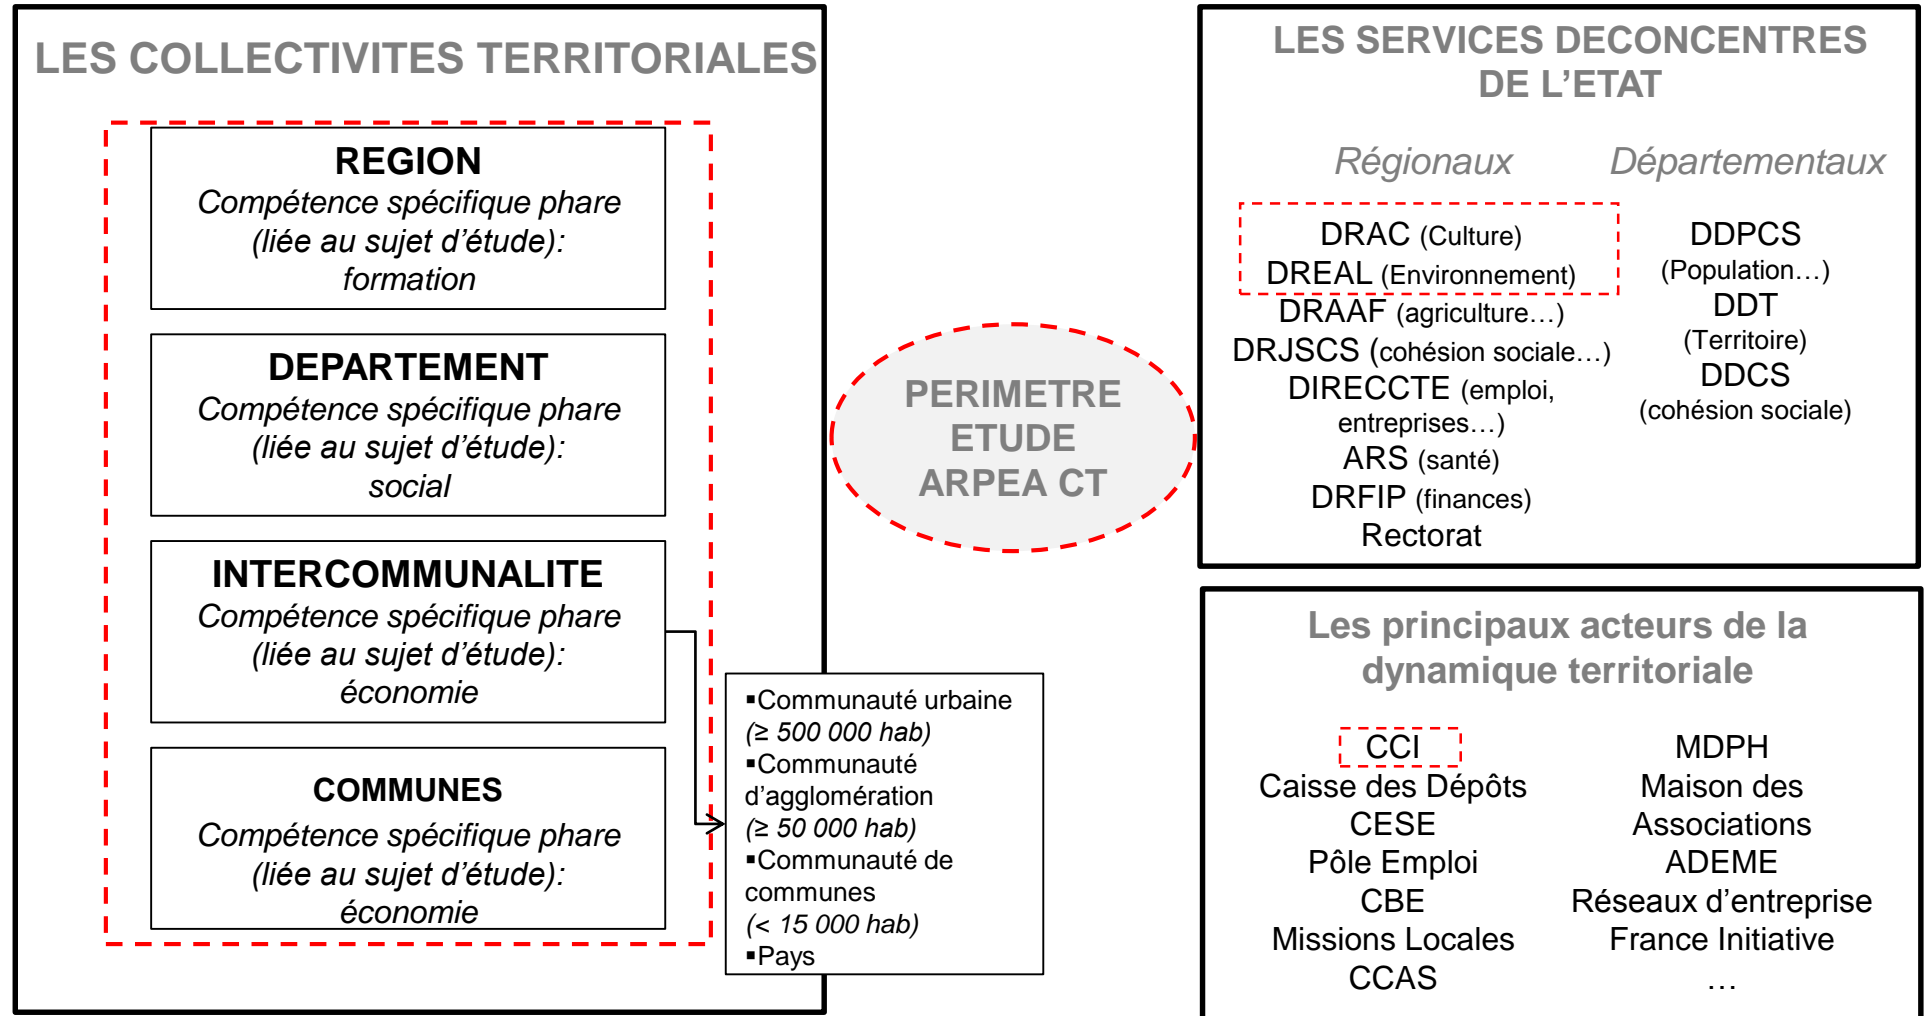 LES COLLECTIVITES TERRITORIALES
REGION
Compétence spécifique phare
(liée au sujet d’étude):
formation
DEPARTEMENT
Compétence spécifique phare
(liée au sujet d’étude):
social
INTERCOMMUNALITE
Compétence spécifique phare
(liée au sujet d’étude):
économie
COMMUNES
Compétence spécifique phare
(liée au sujet d’étude):
économie
▪Communauté urbaine
(≥ 500 000 hab)
▪Communauté
d’agglomération
(≥ 50 000 hab)
▪Communauté de
communes
(< 15 000 hab)
▪Pays
PERIMETRE
ETUDE
ARPEA CT
LES SERVICES DECONCENTRES
DE L’ETAT
Régionaux
DRAC (Culture)
DREAL (Environnement)
DRAAF (agriculture…)
DRJSCS (cohésion sociale…)
DIRECCTE (emploi,
entreprises…)
ARS (santé)
DRFIP (finances)
Rectorat
Départementaux
DDPCS
(Population…)
DDT
(Territoire)
DDCS
(cohésion sociale)
Les principaux acteurs de la
dynamique territoriale
CCI
Caisse des Dépôts
CESE
Pôle Emploi
CBE
Missions Locales
CCAS
MDPH
Maison des
Associations
ADEME
Réseaux d’entreprise
France Initiative
…